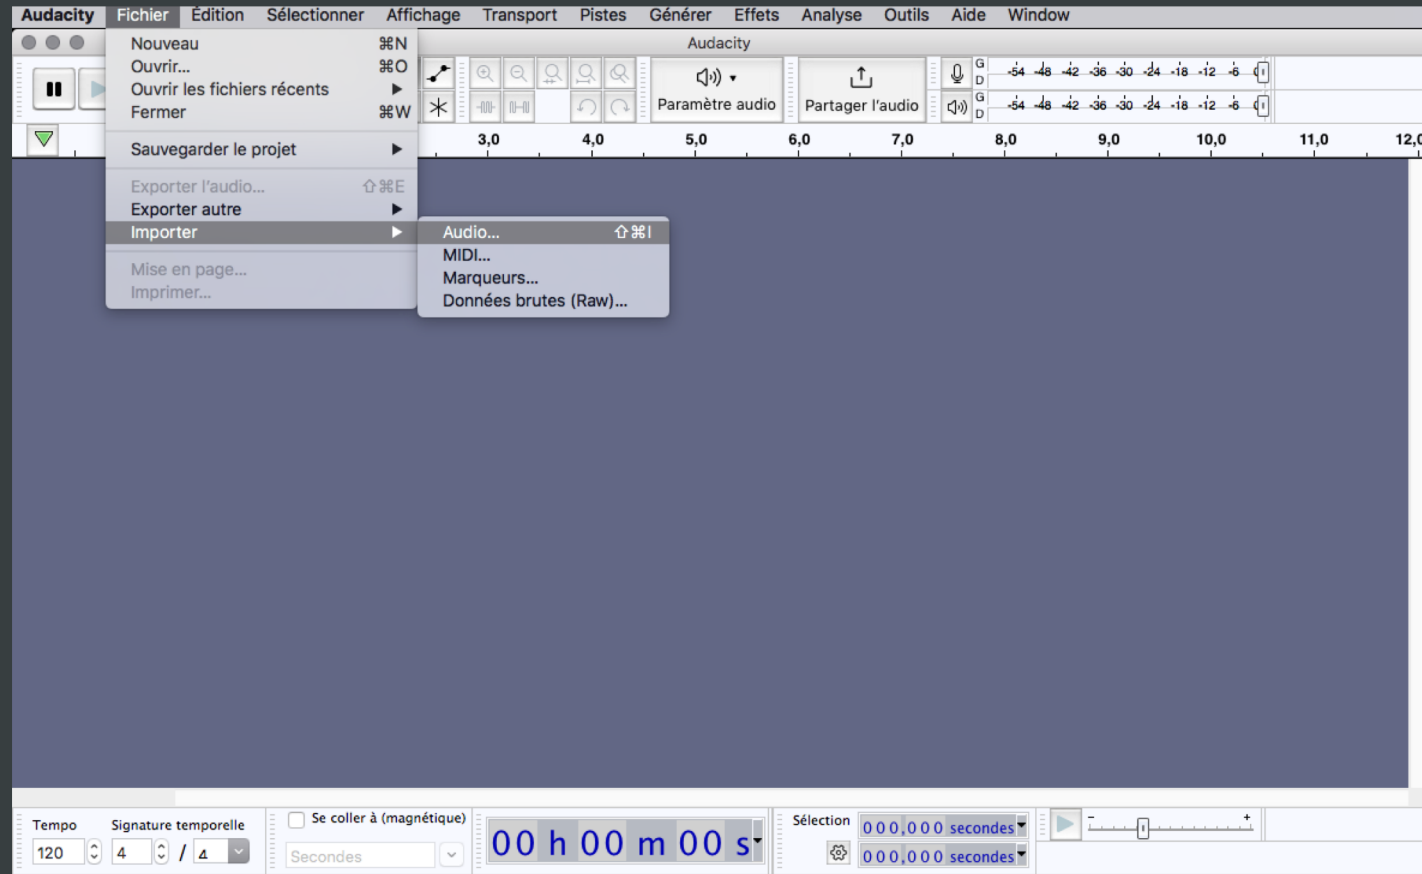 Audacity Fichier Édition Sélectionner Affichage Transport Pistes Générer Effets Analyse Outils Aide Window
Audacity
Nouveau ⌘N
Ouvrir... ⌘O
Ouvrir les fichiers récents ▶
Fermer ⌘W
Sauvegarder le projet ▶
Exporter l'audio... ⇧⌘E
Exporter autre ▶
Importer ▶
Mise en page...
Imprimer...
Audio... ⇧⌘I
MIDI...
Marqueurs...
Données brutes (Raw)...
Paramètre audio
Partager l'audio
G
D
-54 -48 -42 -36 -30 -24 -18 -12 -6
G
D
-54 -48 -42 -36 -30 -24 -18 -12 -6
3,0 4,0 5,0 6,0 7,0 8,0 9,0 10,0 11,0 12,0
Tempo
120
Signature temporelle
4 / 4
Se coller à (magnétique)
Secondes
00 h 00 m 00 s
Sélection
000,000 secondes
000,000 secondes
- +